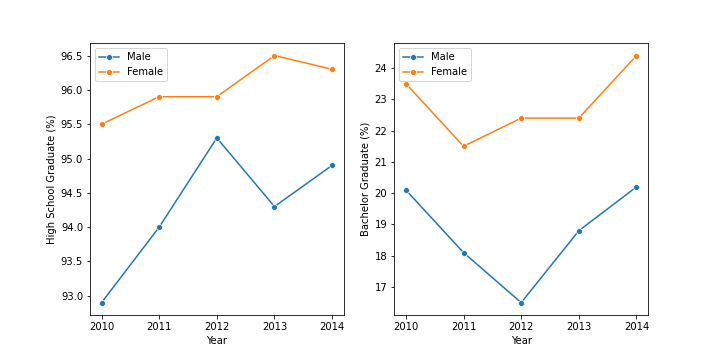 Male
Female
96.5
96.0
95.5
95.0
94.5
94.0
93.5
93.0
High School Graduate (%)
2010 2011 2012 2013 2014
Year
Male
Female
24
23
22
21
20
19
18
17
Bachelor Graduate (%)
2010 2011 2012 2013 2014
Year